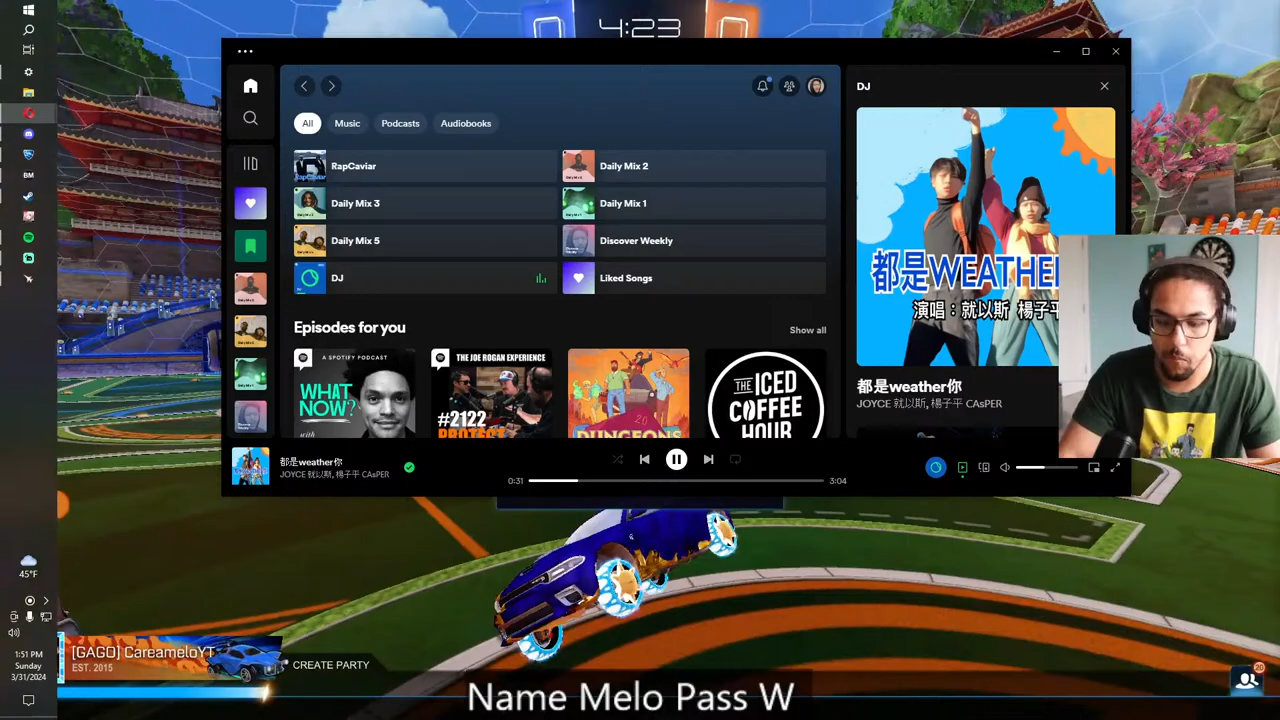 0
4:23
0
DJ
All
Music
Podcasts
Audiobooks
RapCaviar
Daily Mix 2
Daily Mix 3
Daily Mix 1
Daily Mix 5
Discover Weekly
DJ
Liked Songs
都是WEATHE
演唱：就以斯 楊子平
Episodes for you
Show all
A SPOTIFY PODCAST
WHAT
NOW?
THE JOE ROGAN EXPERIENCE
#2122
PROTECT
DUNGEONS
THE ICED
COFFEE
HOUR
都是weather你
JOYCE 就以斯, 楊子平 CAsPER
都是weather你
JOYCE 就以斯, 楊子平 CAsPER
0:31
3:04
BM
45°F
1:51 PM
Sunday
3/31/2024
[GAGO] CareameloYT
EST. 2015
CREATE PARTY
Name Melo Pass W